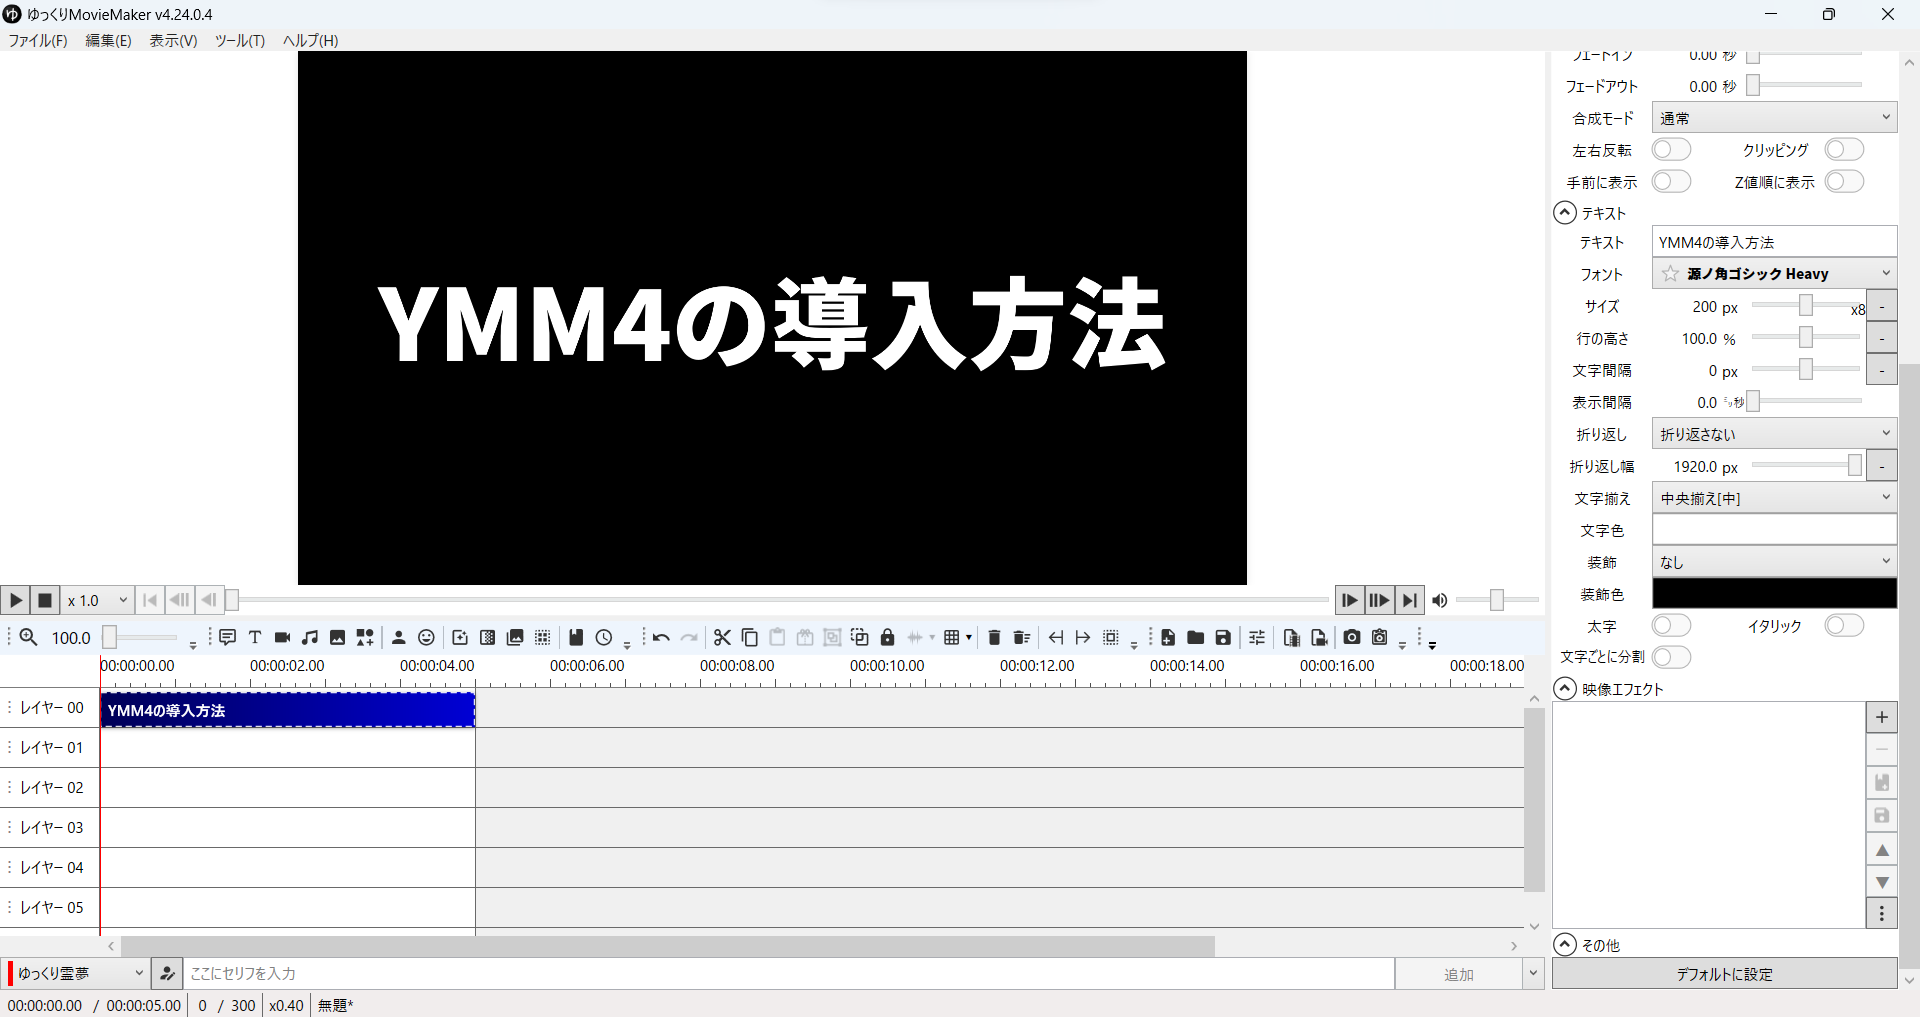 ゆっくりMovieMaker v4.24.0.4
ファイル(F) 編集(E) 表示(V) ツール(T) ヘルプ(H)
YMM4の導入方法
フェードイン 0.00 秒
フェードアウト 0.00 秒
合成モード 通常
左右反転 クリッピング
手前に表示 Z値順に表示
テキスト
テキスト YMM4の導入方法
フォント 源ノ角ゴシック Heavy
サイズ 200 px x8 -
行の高さ 100.0 % -
文字間隔 0 px -
表示間隔 0.0 ミリ秒
折り返し 折り返さない
折り返し幅 1920.0 px -
文字揃え 中央揃え[中]
文字色
装飾 なし
装飾色
太字 イタリック
文字ごとに分割
映像エフェクト
その他
デフォルトに設定
x 1.0
100.0
00:00:00.00 00:00:02.00 00:00:04.00 00:00:06.00 00:00:08.00 00:00:10.00 00:00:12.00 00:00:14.00 00:00:16.00 00:00:18.00
レイヤー 00 YMM4の導入方法
レイヤー 01
レイヤー 02
レイヤー 03
レイヤー 04
レイヤー 05
ゆっくり霊夢 ここにセリフを入力 追加
00:00:00.00 / 00:00:05.00 0 / 300 x0.40 無題*